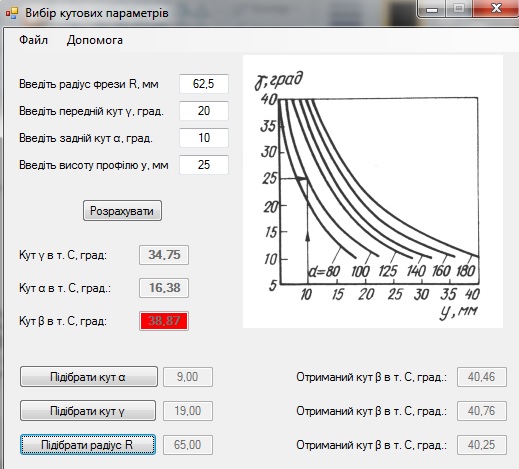 Вибір кутових параметрів
Файл Допомога
Введіть радіус фрези R, мм 62,5
Введіть передній кут γ, град. 20
Введіть задній кут α, град. 10
Введіть висоту профілю y, мм 25
Розрахувати
Кут γ в т. С, град: 34,75
Кут α в т. С, град.: 16,38
Кут β в т. С, град: 38,87
γ, град
40
35
30
25
20
15
10
5
d=80 100 125 140 160 180
10 15 20 25 30 35 40
y, мм
Підібрати кут α 9,00 Отриманий кут β в т. С, град.: 40,46
Підібрати кут γ 19,00 Отриманий кут β в т. С, град.: 40,76
Підібрати радіус R 65,00 Отриманий кут β в т. С, град.: 40,25